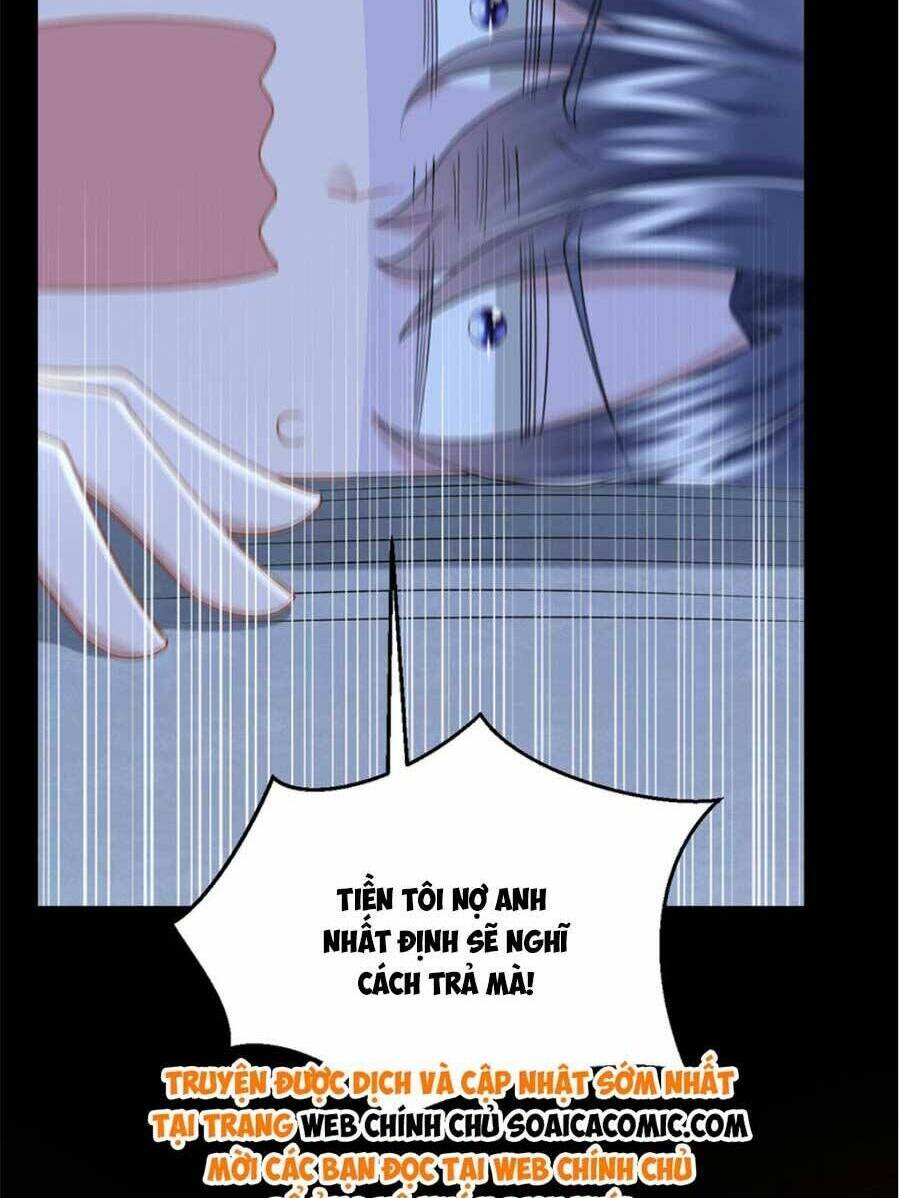 TIỀN TÔI NỢ ANH
NHẤT ĐỊNH SẼ NGHĨ
CÁCH TRẢ MÀ!
TRUYỆN ĐƯỢC DỊCH VÀ CẬP NHẬT SỚM NHẤT
TẠI TRANG WEB CHÍNH CHỦ SOAICACOMIC.COM
MỜI CÁC BẠN ĐỌC TẠI WEB CHÍNH CHỦ